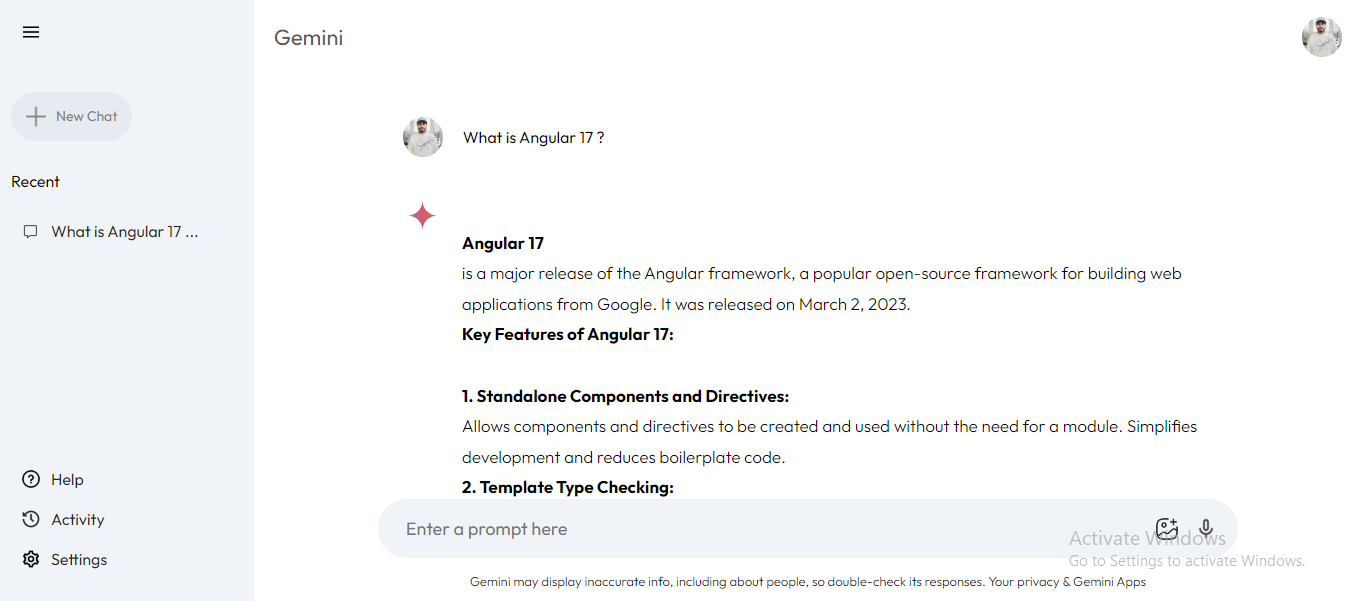 Gemini
New Chat
Recent
What is Angular 17 ...
Help
Activity
Settings
What is Angular 17 ?
Angular 17
is a major release of the Angular framework, a popular open-source framework for building web
applications from Google. It was released on March 2, 2023.
Key Features of Angular 17:
1. Standalone Components and Directives:
Allows components and directives to be created and used without the need for a module. Simplifies
development and reduces boilerplate code.
2. Template Type Checking:
Enter a prompt here
Activate Windows
Go to Settings to activate Windows.
Gemini may display inaccurate info, including about people, so double-check its responses. Your privacy & Gemini Apps